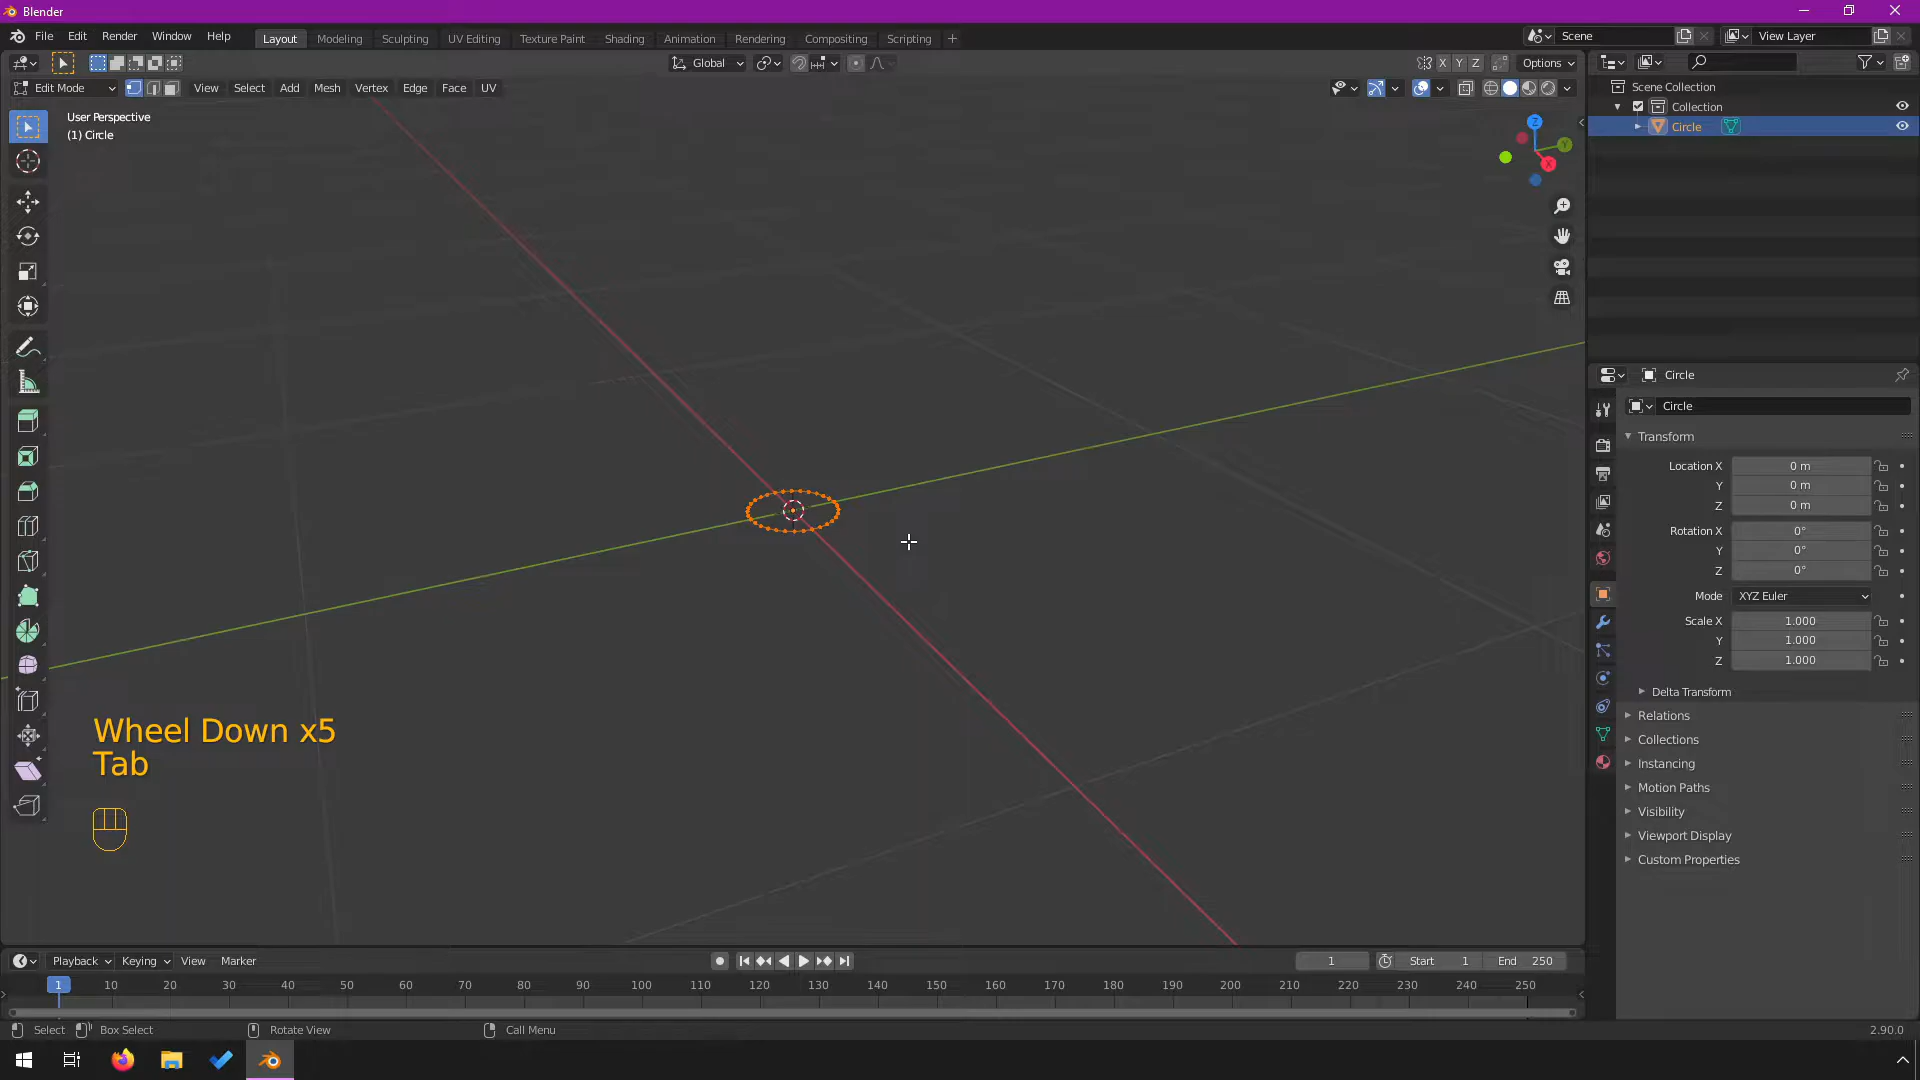 Blender
File Edit Render Window Help
Layout Modeling Sculpting UV Editing Texture Paint Shading Animation Rendering Compositing Scripting
Scene
View Layer
Global
X Y Z
Options
Edit Mode
View Select Add Mesh Vertex Edge Face UV
User Perspective
(1) Circle
Z
Y
X
Scene Collection
Collection
Circle
Circle
Circle
Transform
Location X 0 m
Y 0 m
Z 0 m
Rotation X 0°
Y 0°
Z 0°
Mode XYZ Euler
Scale X 1.000
Y 1.000
Z 1.000
Delta Transform
Relations
Collections
Instancing
Motion Paths
Visibility
Viewport Display
Custom Properties
Wheel Down x5
Tab
Playback Keying View Marker
1
Start 1
End 250
1 10 20 30 40 50 60 70 80 90 100 110 120 130 140 150 160 170 180 190 200 210 220 230 240 250
Select Box Select Rotate View Call Menu
2.90.0